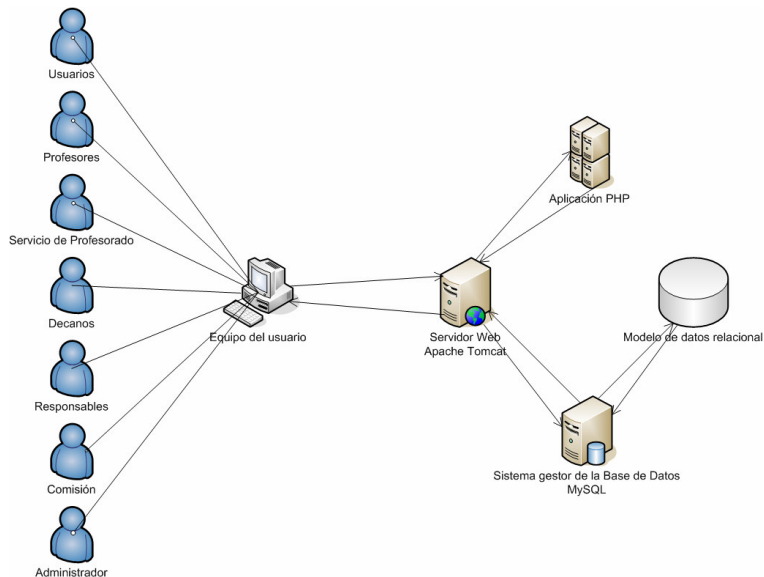 Usuarios
Profesores
Servicio de Profesorado
Decanos
Responsables
Comisión
Administrador
Equipo del usuario
Servidor Web
Apache Tomcat
Aplicación PHP
Modelo de datos relacional
Sistema gestor de la Base de Datos
MySQL